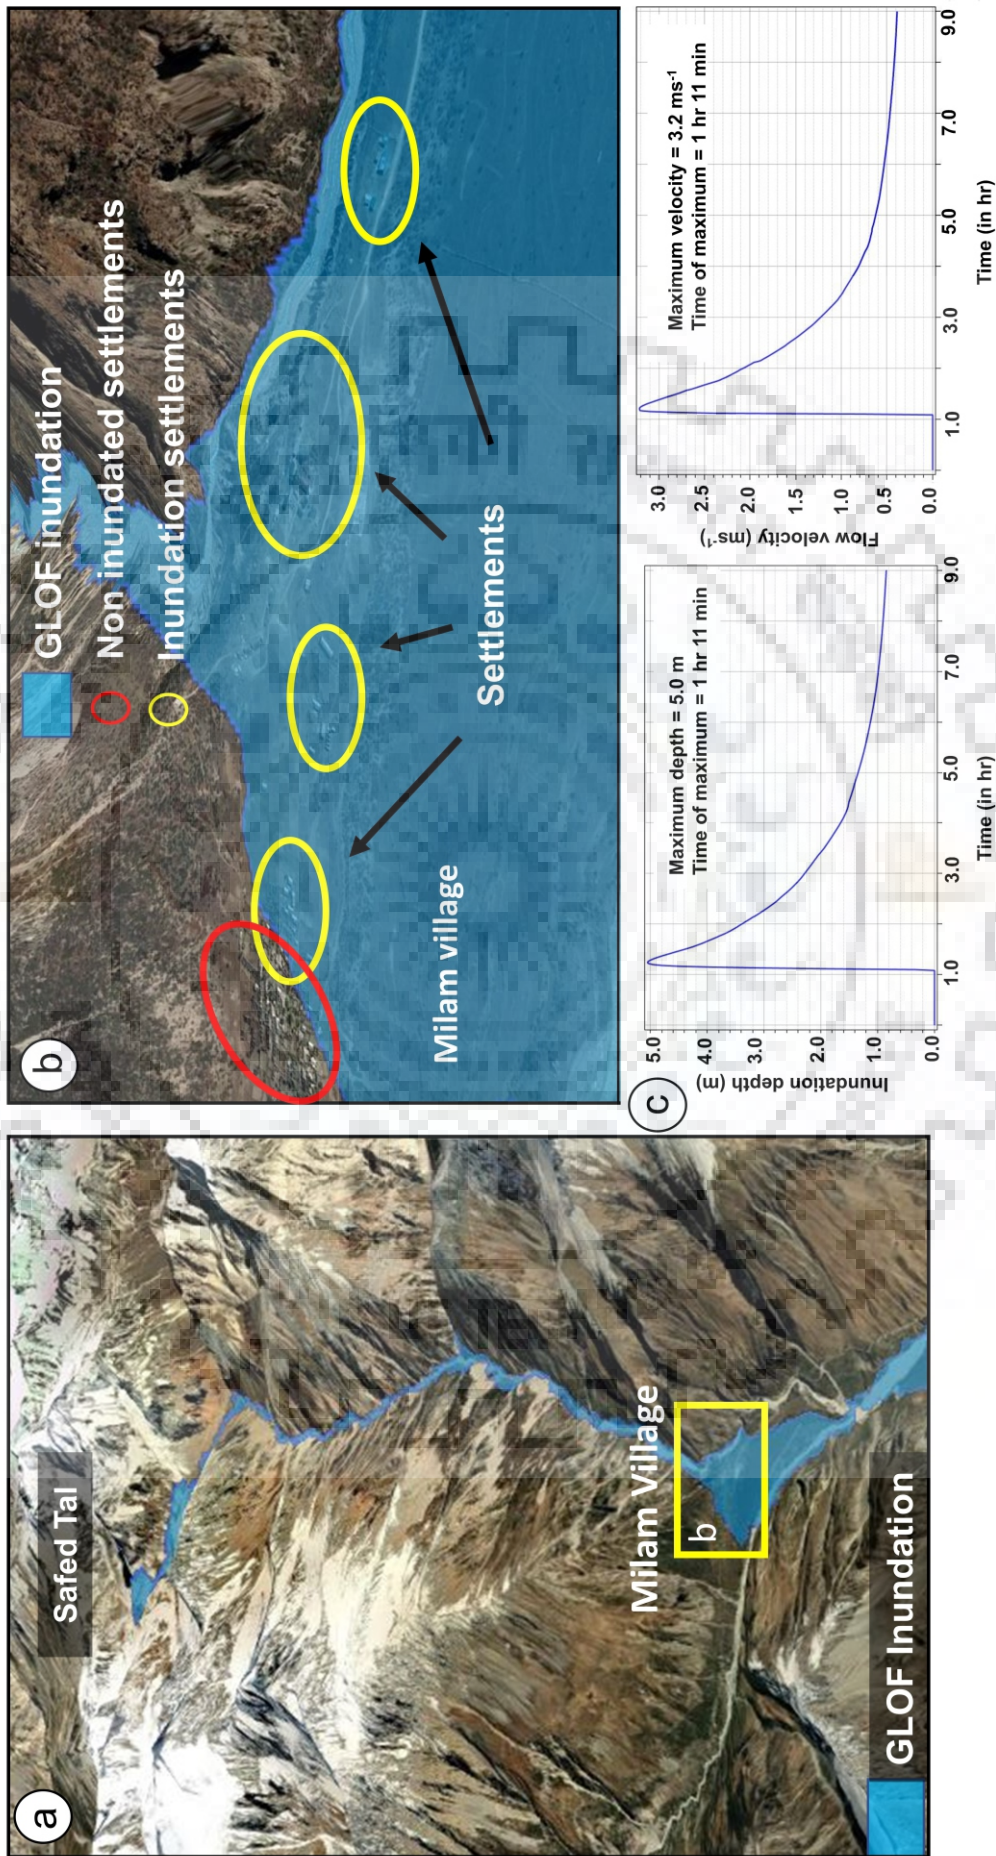 a
Safed Tal
Milam Village
b
GLOF Inundation
b
GLOF inundation
Non inundated settlements
Inundation settlements
Settlements
Milam village
c
Inundation depth (m)
5.0
4.0
3.0
2.0
1.0
0.0
Maximum depth = 5.0 m
Time of maximum = 1 hr 11 min
1.0
3.0
5.0
7.0
9.0
Time (in hr)
Flow velocity (ms⁻¹)
3.0
2.5
2.0
1.5
1.0
0.5
0.0
Maximum velocity = 3.2 ms⁻¹
Time of maximum = 1 hr 11 min
1.0
3.0
5.0
7.0
9.0
Time (in hr)